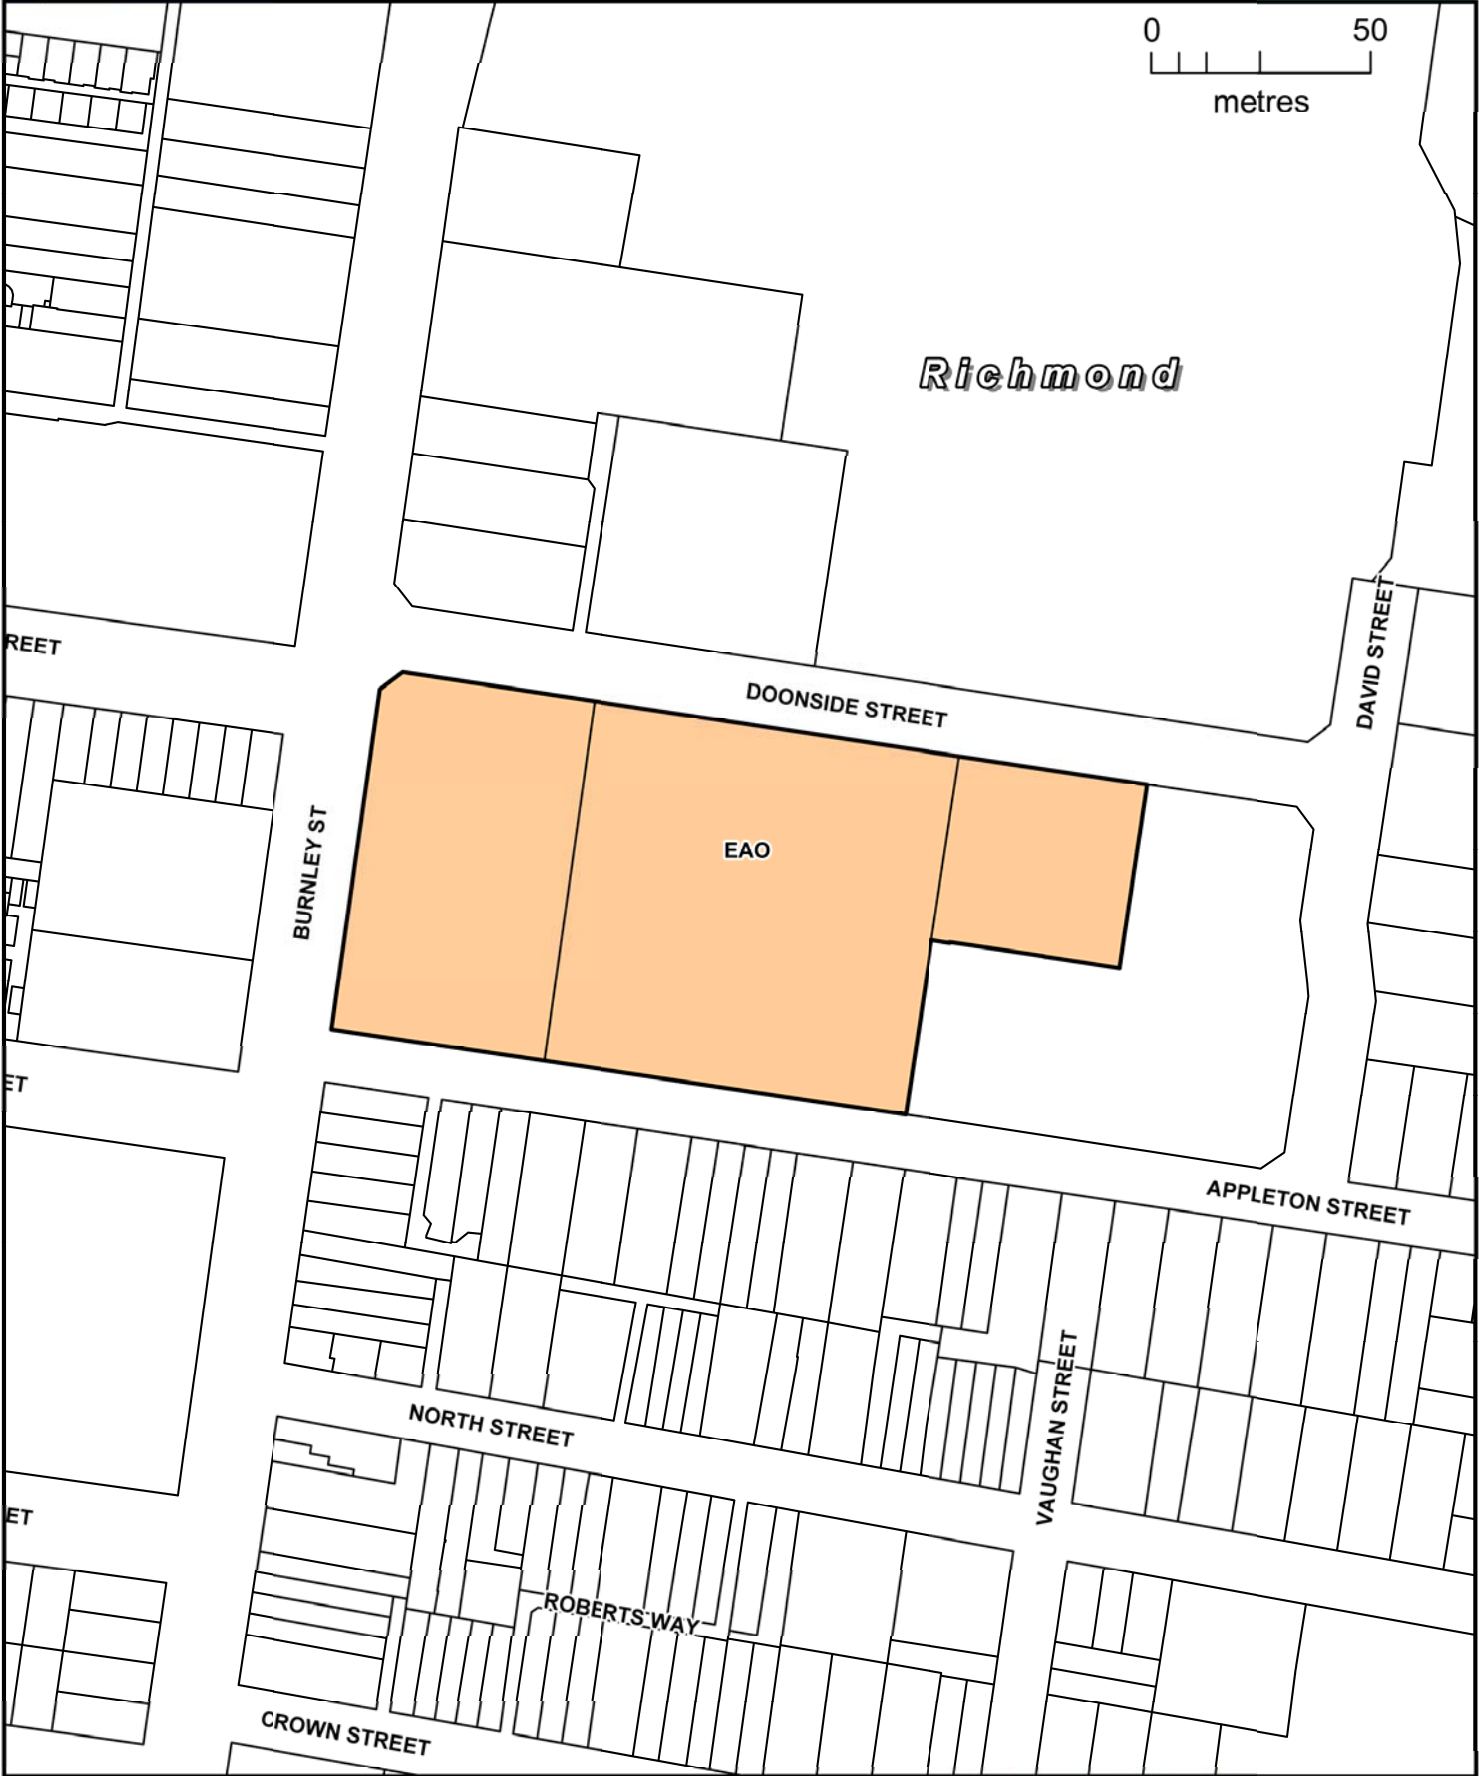 0 50
metres
Richmond
DAVID STREET
REET
DOONSIDE STREET
EAO
BURNLEY ST
ET
APPLETON STREET
NORTH STREET
VAUGHAN STREET
ET
ROBERTS WAY
CROWN STREET